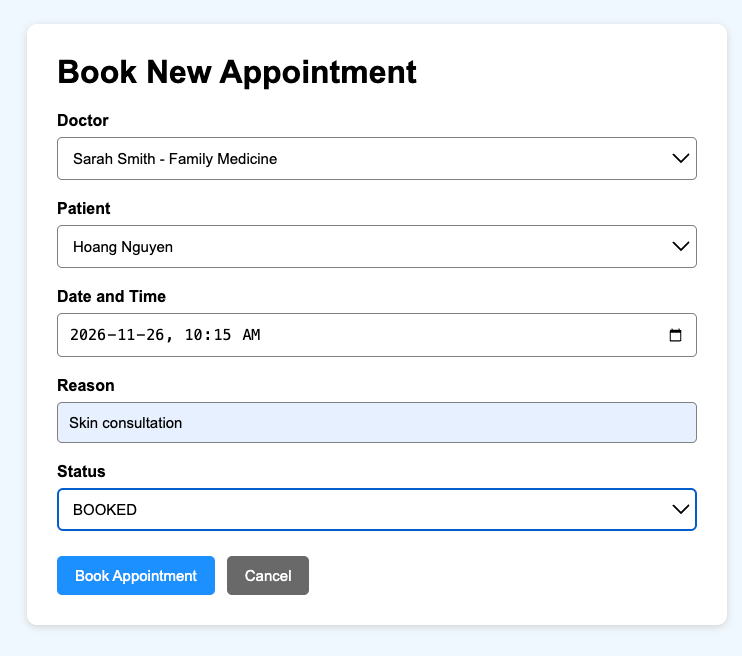 Book New Appointment
Doctor
Sarah Smith - Family Medicine
Patient
Hoang Nguyen
Date and Time
2026-11-26, 10:15 AM
Reason
Skin consultation
Status
BOOKED
Book Appointment Cancel